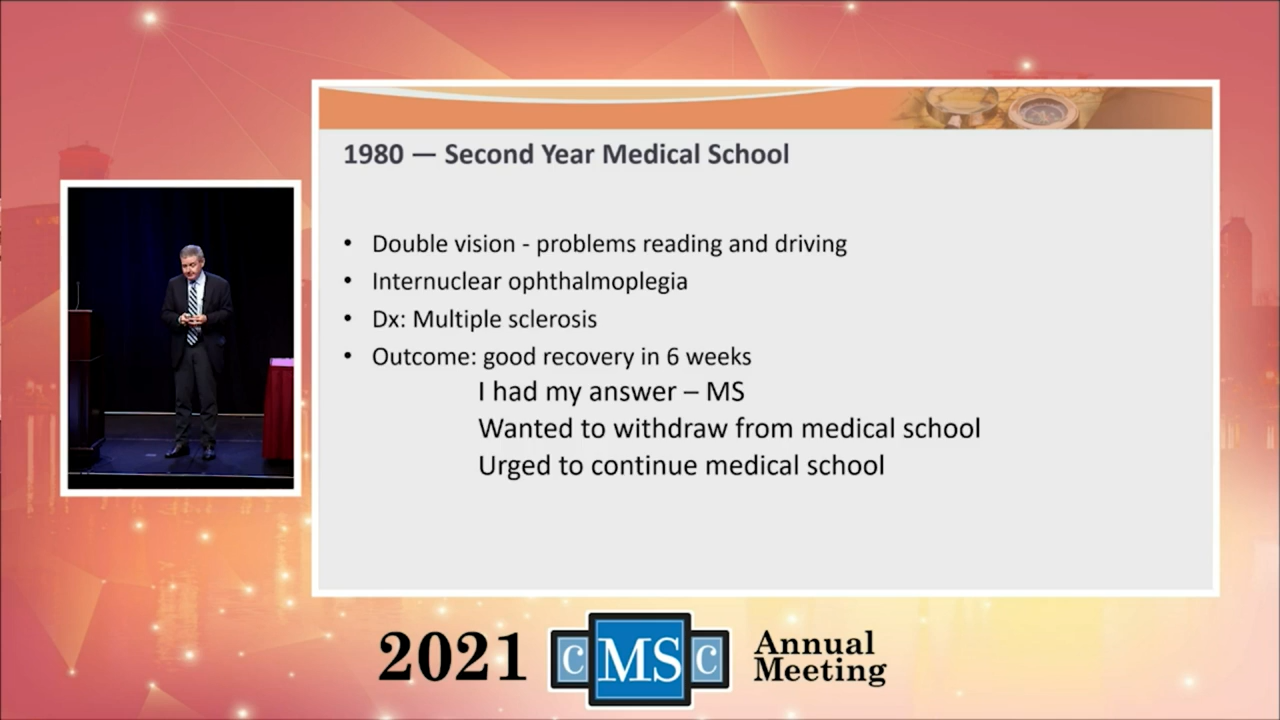 1980 — Second Year Medical School
• Double vision - problems reading and driving
• Internuclear ophthalmoplegia
• Dx: Multiple sclerosis
• Outcome: good recovery in 6 weeks
I had my answer – MS
Wanted to withdraw from medical school
Urged to continue medical school
2021 CMSC Annual
Meeting